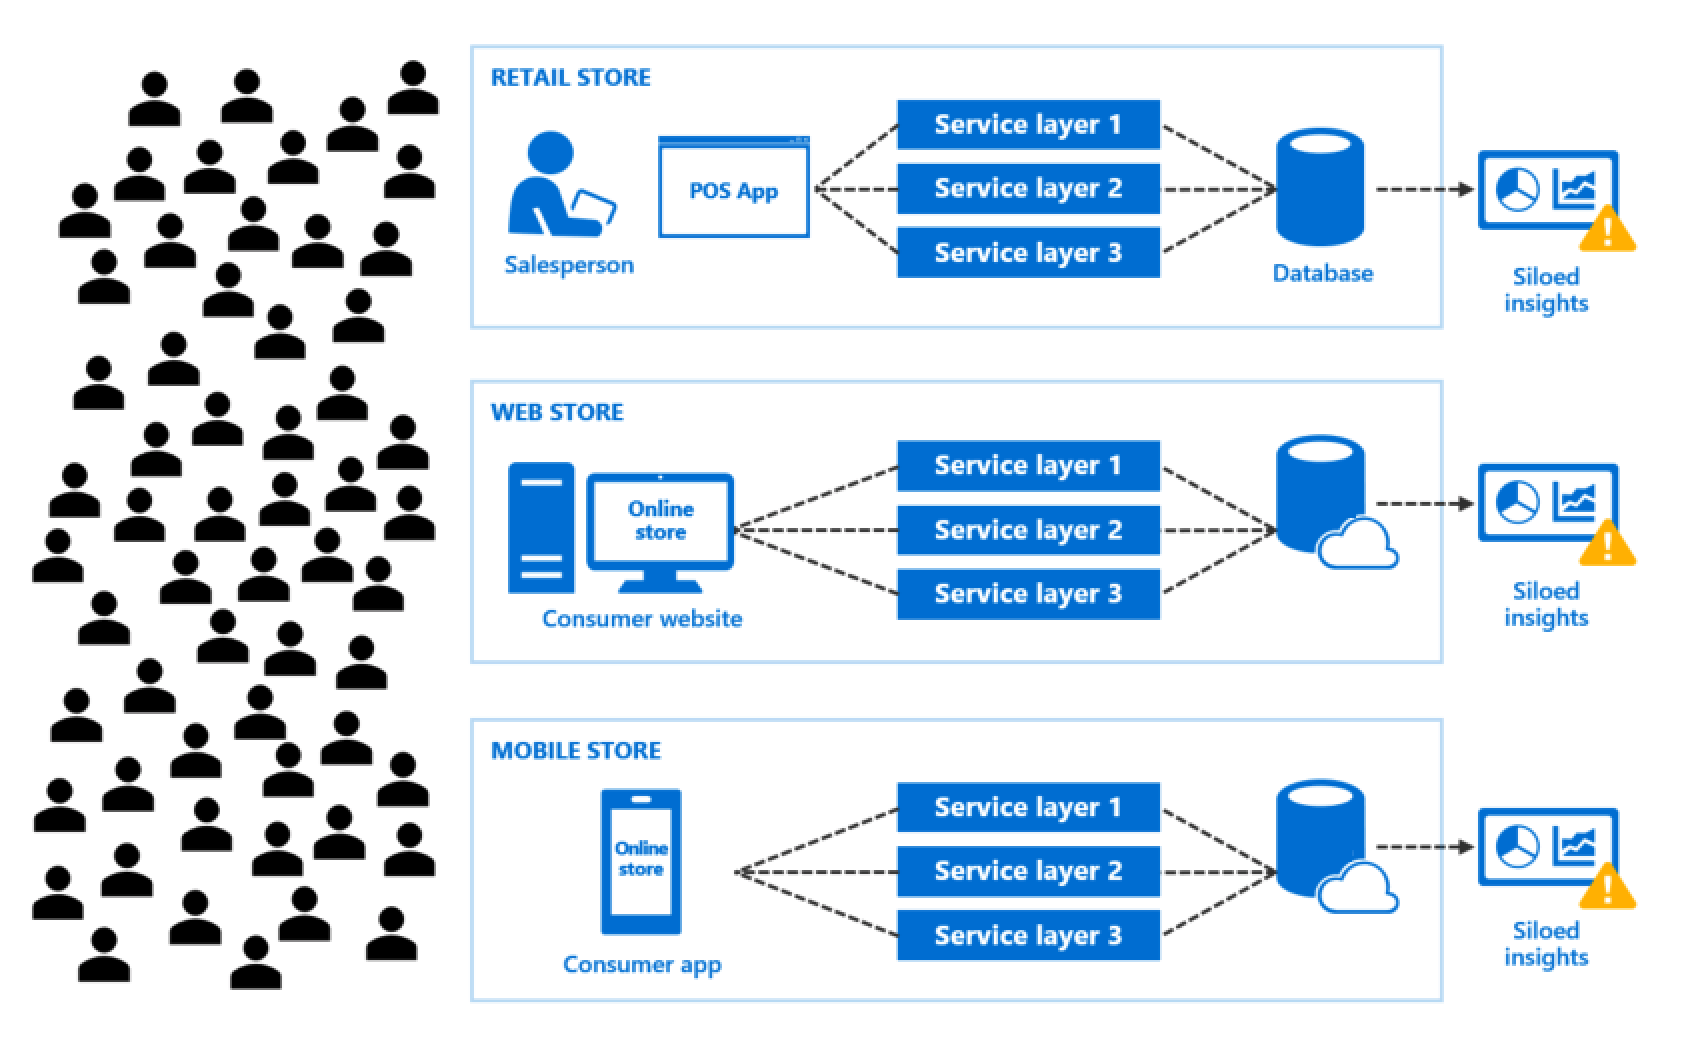 RETAIL STORE
POS App
Salesperson
Service layer 1
Service layer 2
Service layer 3
Database
Siloed
insights
WEB STORE
Online
store
Consumer website
Service layer 1
Service layer 2
Service layer 3
Siloed
insights
MOBILE STORE
Online
store
Consumer app
Service layer 1
Service layer 2
Service layer 3
Siloed
insights